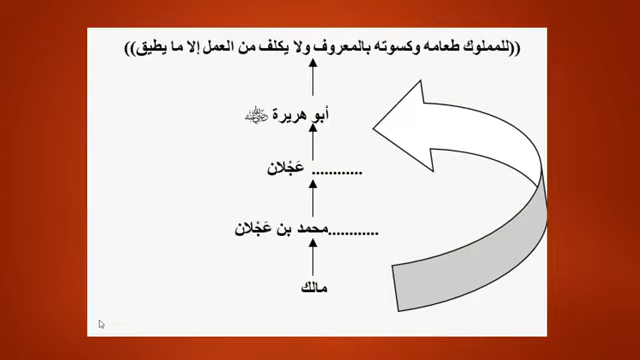 ((للمملوك طعامه وكسوته بالمعروف ولا يكلف من العمل إلا ما يطيق))
أبو هريرة ﷛
............ عَجْلان
............محمد بن عَجْلان
مالك